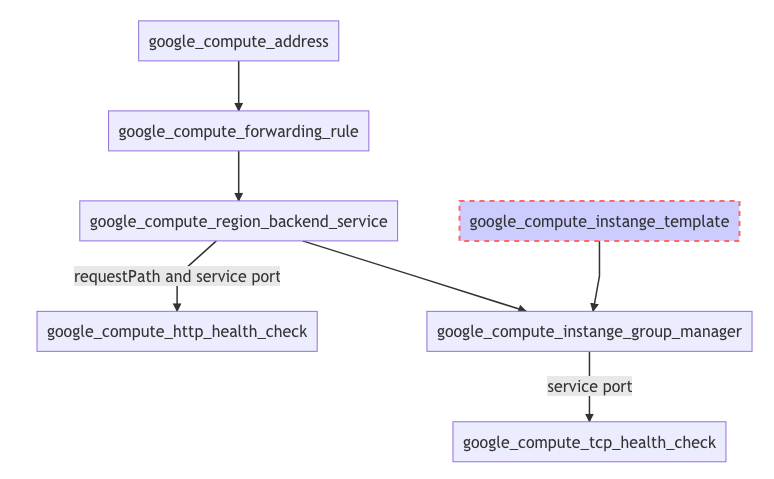 google_compute_address
google_compute_forwarding_rule
google_compute_region_backend_service
google_compute_instange_template
requestPath and service port
google_compute_http_health_check
google_compute_instange_group_manager
service port
google_compute_tcp_health_check